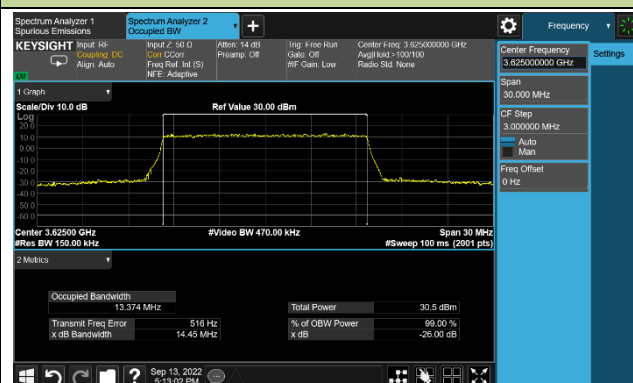 Spectrum Analyzer 1
Spurious Emissions
Spectrum Analyzer 2
Occupied BW
Frequency
KEYSIGHT
Input: RF
Coupling: DC
Align: Auto
Input Z: 50 Ω
Corr CCorr
Freq Ref: Int (S)
NFE: Adaptive
Atten: 14 dB
Preamp: Off
Trig: Free Run
Gate: Off
#IF Gain: Low
Center Freq: 3.625000000 GHz
Avg|Hold:>100/100
Radio Std: None
LXI
Center Frequency
3.625000000 GHz
Settings
Span
30.000 MHz
CF Step
3.000000 MHz
Auto
Man
Freq Offset
0 Hz
1 Graph
Scale/Div 10.0 dB
Ref Value 30.00 dBm
Log
20.0
10.0
0.00
-10.0
-20.0
-30.0
-40.0
-50.0
-60.0
Center 3.62500 GHz
#Video BW 470.00 kHz
Span 30 MHz
#Res BW 150.00 kHz
#Sweep 100 ms (2001 pts)
2 Metrics
Occupied Bandwidth
13.374 MHz
Total Power
30.5 dBm
Transmit Freq Error
516 Hz
% of OBW Power
99.00 %
x dB Bandwidth
14.45 MHz
x dB
-26.00 dB
Sep 13, 2022
5:13:02 PM